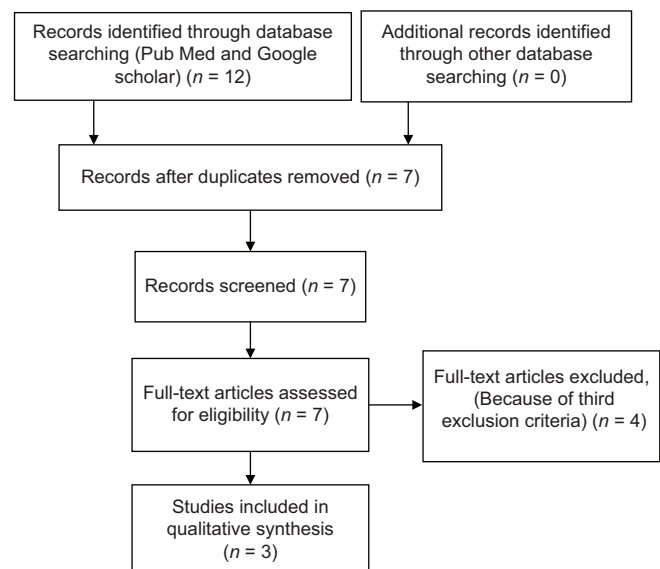 Records identified through database
searching (Pub Med and Google
scholar) (n = 12)
Additional records identified
through other database
searching (n = 0)
Records after duplicates removed (n = 7)
Records screened (n = 7)
Full-text articles assessed
for eligibility (n = 7)
Full-text articles excluded,
(Because of third
exclusion criteria) (n = 4)
Studies included in
qualitative synthesis
(n = 3)